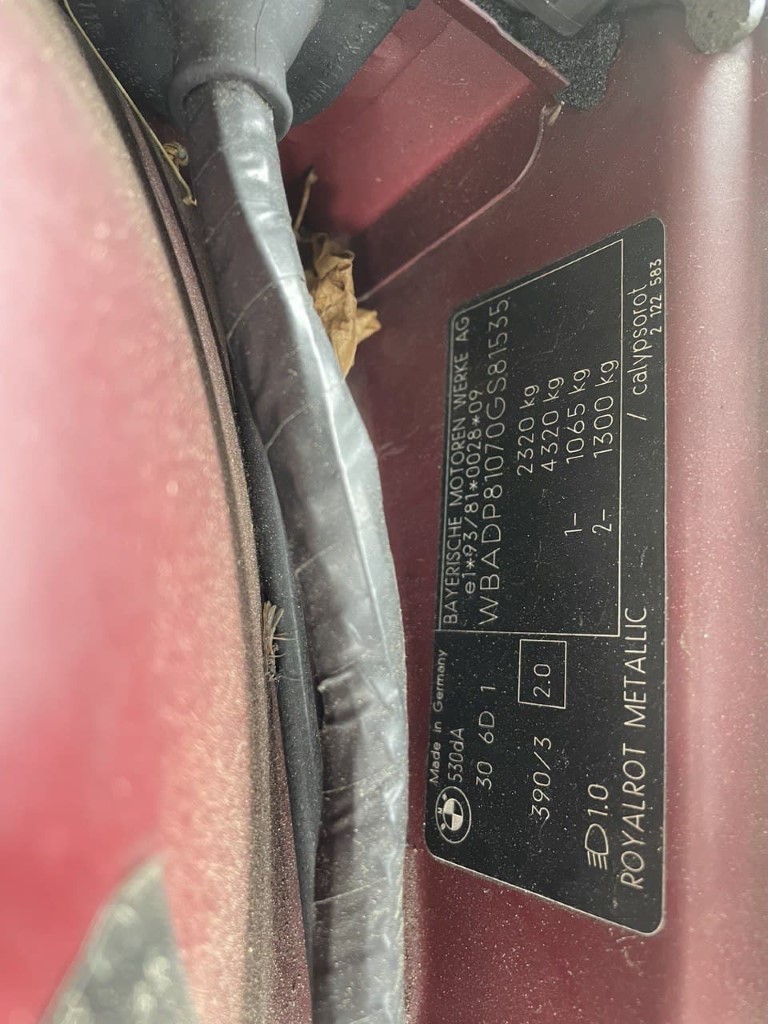 Made in Germany
530dA
30 6D 1
390/3 2.0
1.0
BAYERISCHE MOTOREN WERKE AG
e1*93/81*0028*09
WBADP81070GS81535
2320 kg
4320 kg
1- 1065 kg
2- 1300 kg
ROYALROT METALLIC / calypsorot
2 122 583